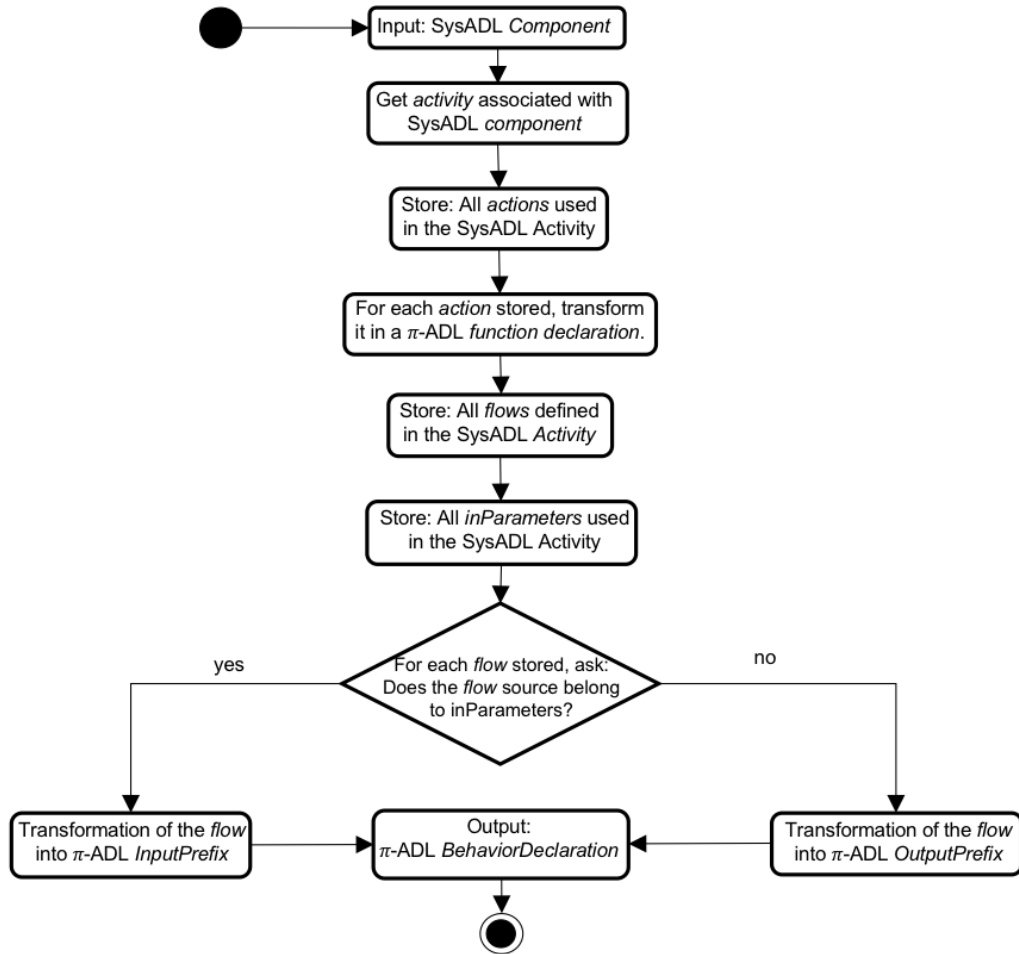 Input: SysADL Component
Get activity associated with
SysADL component
Store: All actions used
in the SysADL Activity
For each action stored, transform
it in a π-ADL function declaration.
Store: All flows defined
in the SysADL Activity
Store: All inParameters used
in the SysADL Activity
yes
no
For each flow stored, ask:
Does the flow source belong
to inParameters?
Transformation of the flow
into π-ADL InputPrefix
Output:
π-ADL BehaviorDeclaration
Transformation of the flow
into π-ADL OutputPrefix